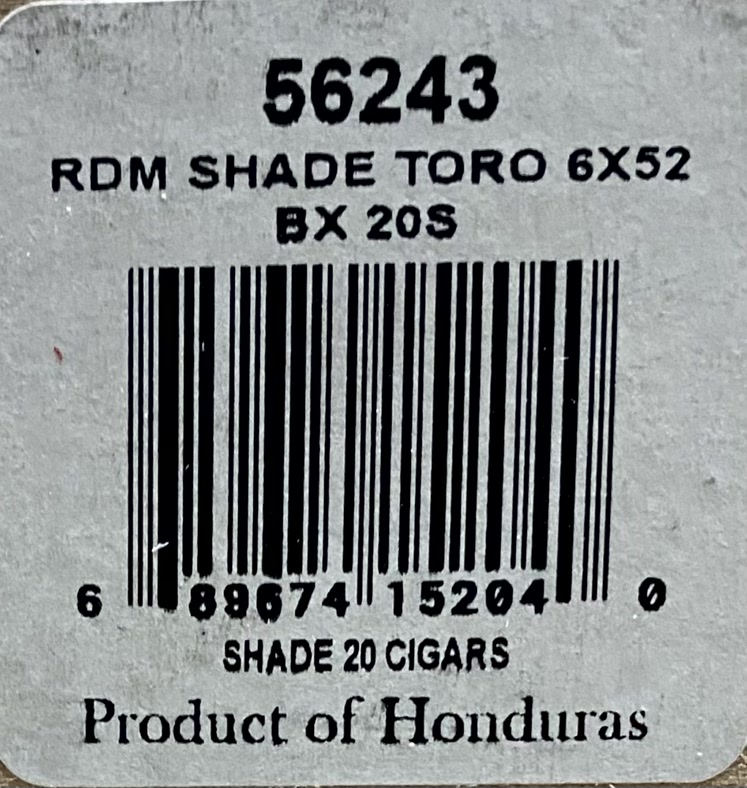 56243
RDM SHADE TORO 6X52
BX 20S
6 89674 15204 0
SHADE 20 CIGARS
Product of Honduras